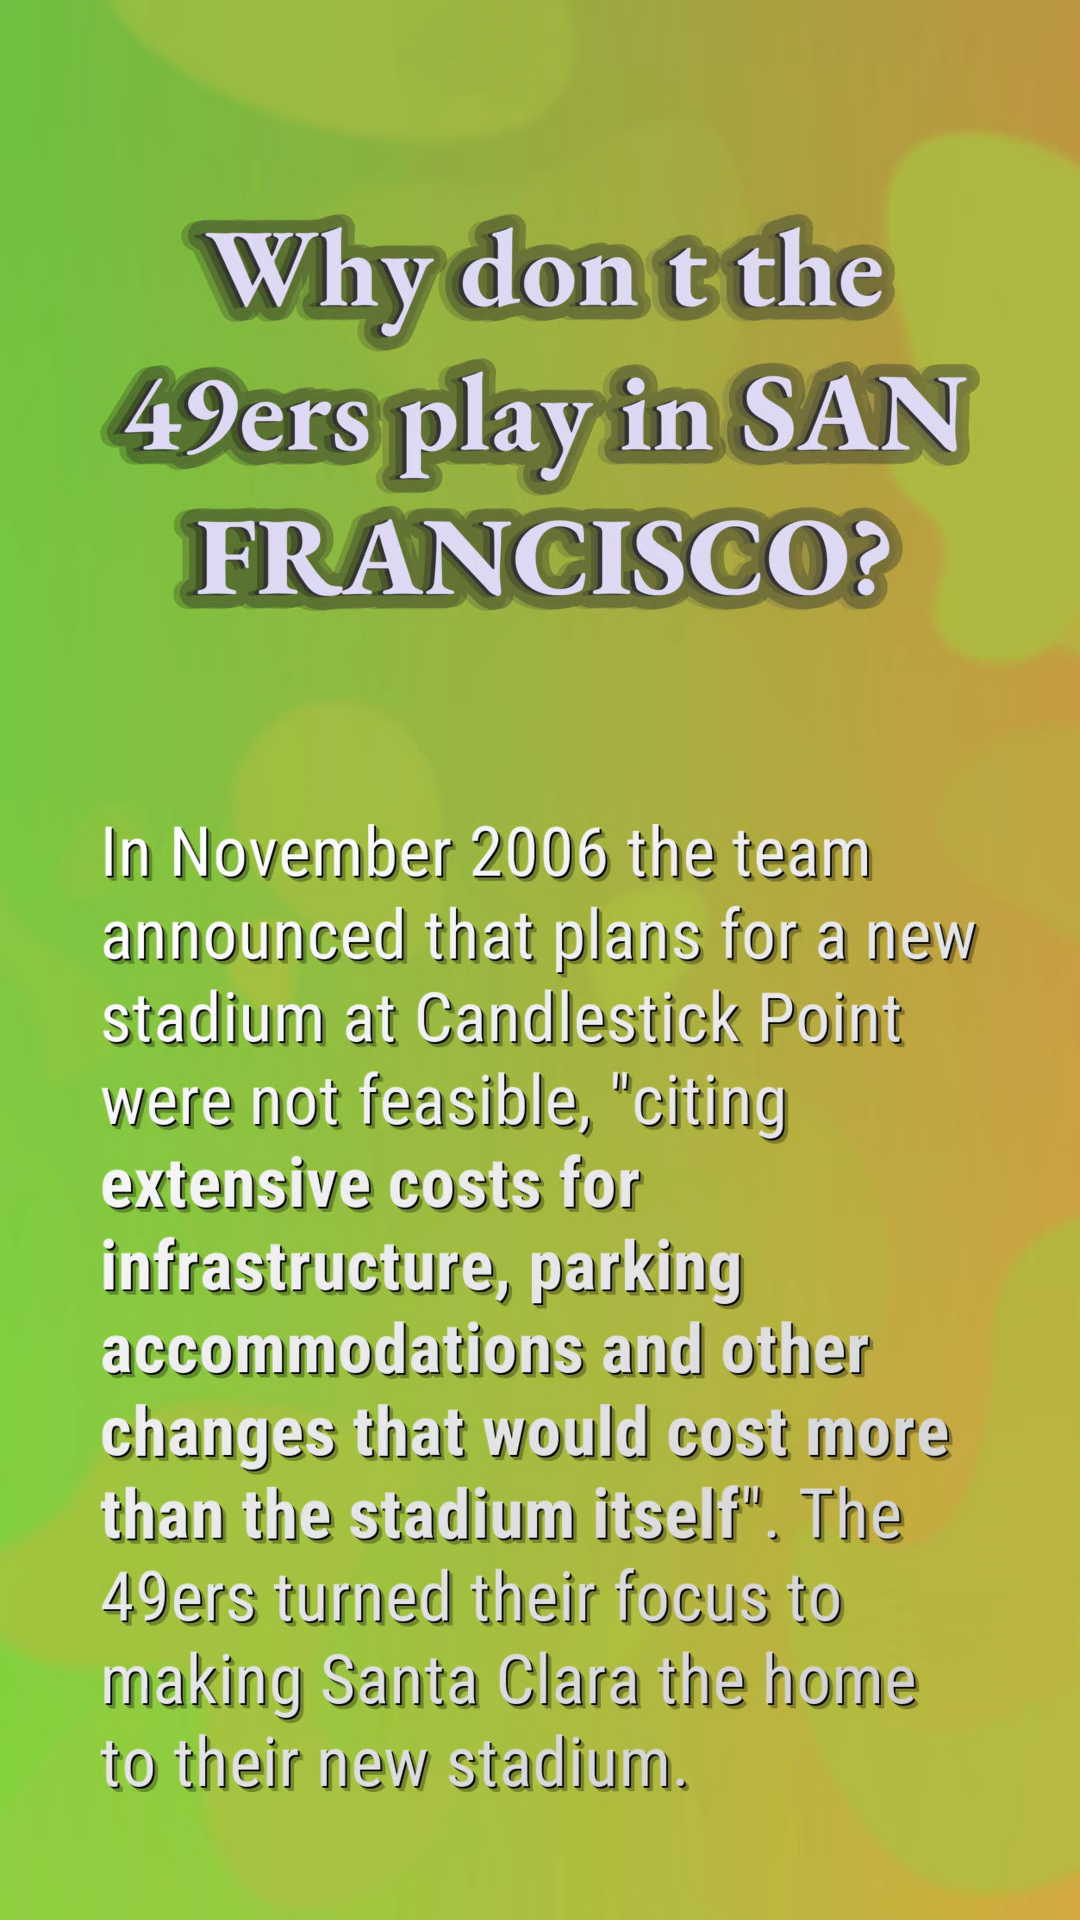 Why don t the
49ers play in SAN
FRANCISCO?
In November 2006 the team
announced that plans for a new
stadium at Candlestick Point
were not feasible, "citing
extensive costs for
infrastructure, parking
accommodations and other
changes that would cost more
than the stadium itself". The
49ers turned their focus to
making Santa Clara the home
to their new stadium.